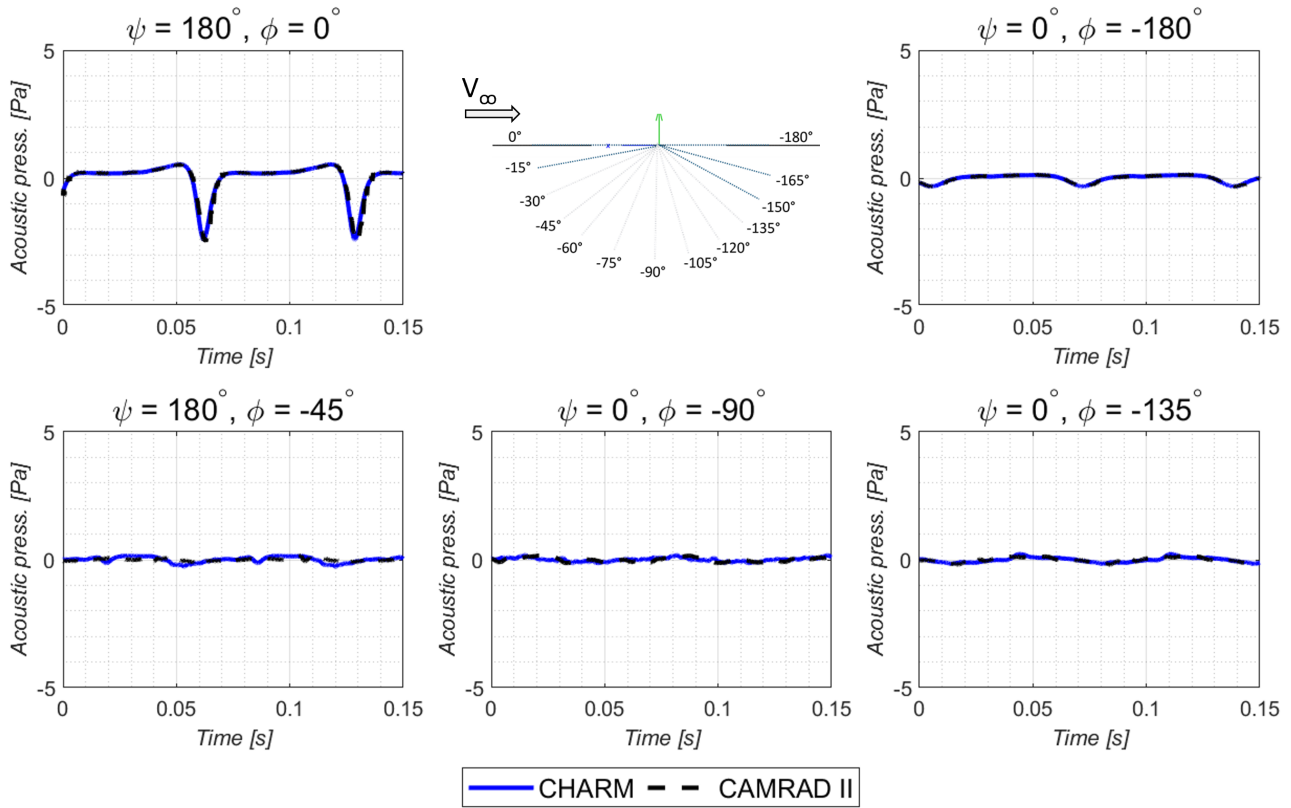 ψ = 180°, ϕ = 0°
5
0
-5
Acoustic press. [Pa]
0 0.05 0.1 0.15
Time [s]
V∞
0°
-15°
-30°
-45°
-60°
-75°
-90°
-105°
-120°
-135°
-150°
-165°
-180°
ψ = 0°, ϕ = -180°
5
0
-5
Acoustic press. [Pa]
0 0.05 0.1 0.15
Time [s]
ψ = 180°, ϕ = -45°
5
0
-5
Acoustic press. [Pa]
0 0.05 0.1 0.15
Time [s]
ψ = 0°, ϕ = -90°
5
0
-5
Acoustic press. [Pa]
0 0.05 0.1 0.15
Time [s]
ψ = 0°, ϕ = -135°
5
0
-5
Acoustic press. [Pa]
0 0.05 0.1 0.15
Time [s]
CHARM CAMRAD II